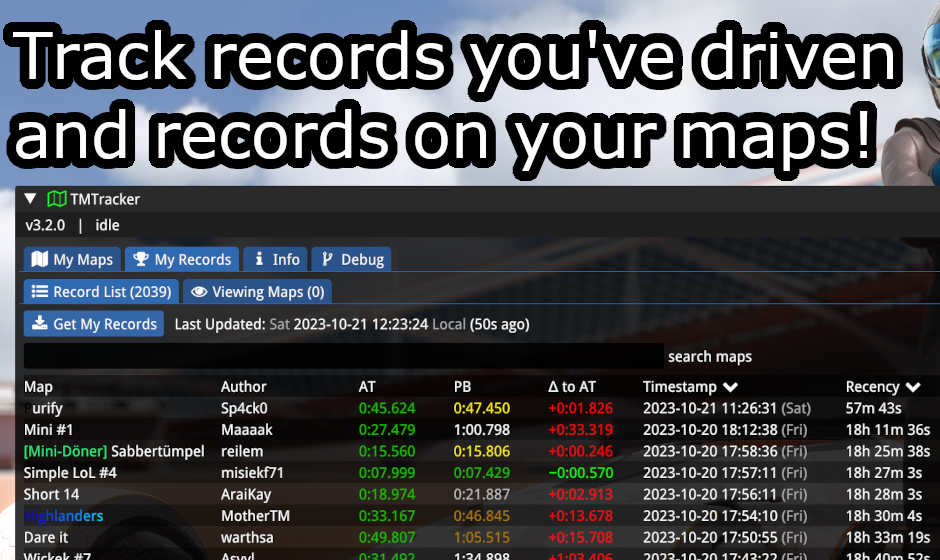 Track records you've driven
and records on your maps!
TMTracker
v3.2.0 | idle
My Maps My Records Info Debug
Record List (2039) Viewing Maps (0)
Get My Records Last Updated: Sat 2023-10-21 12:23:24 Local (50s ago)
search maps
Map Author AT PB Δ to AT Timestamp Recency
Purify Sp4ck0 0:45.624 0:47.450 +0:01.826 2023-10-21 11:26:31 (Sat) 57m 43s
Mini #1 Maaaak 0:27.479 1:00.798 +0:33.319 2023-10-20 18:12:38 (Fri) 18h 11m 36s
[Mini-Döner] Sabbertümpel reilem 0:15.560 0:15.806 +0:00.246 2023-10-20 17:58:36 (Fri) 18h 25m 38s
Simple LoL #4 misiekf71 0:07.999 0:07.429 −0:00.570 2023-10-20 17:57:11 (Fri) 18h 27m 3s
Short 14 AraiKay 0:18.974 0:21.887 +0:02.913 2023-10-20 17:56:11 (Fri) 18h 28m 3s
Highlanders MotherTM 0:33.167 0:46.845 +0:13.678 2023-10-20 17:54:10 (Fri) 18h 30m 4s
Dare it warthsa 0:49.807 1:05.515 +0:15.708 2023-10-20 17:50:55 (Fri) 18h 33m 19s
Wickek #7 Asyyl 0:31.492 1:34.898 +1:03.406 2023-10-20 17:43:22 (Fri) 18h 40m 52s